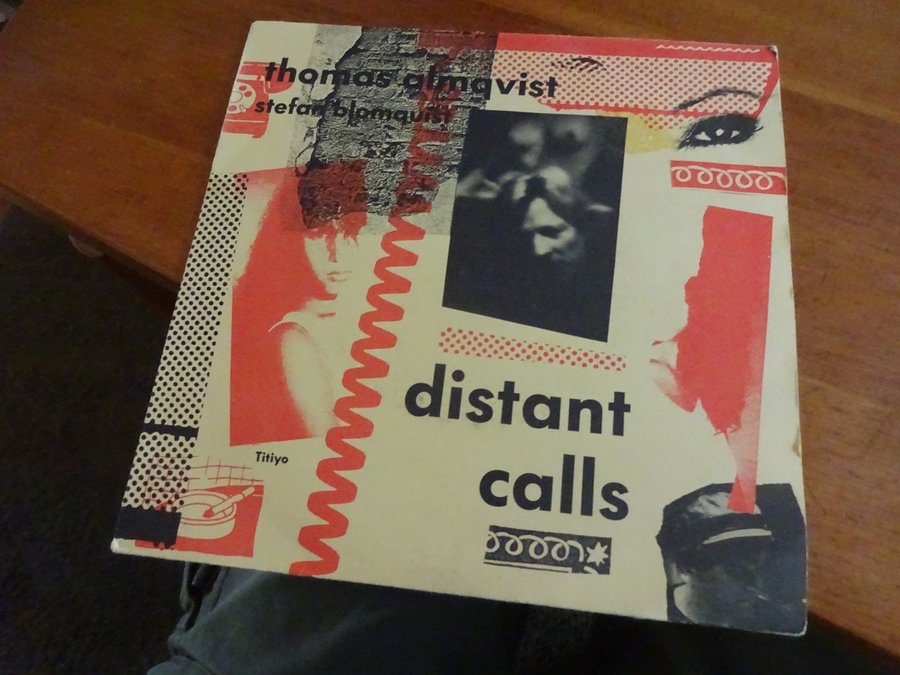 thomas almqvist
stefan blomquist
distant
calls
Titiyo